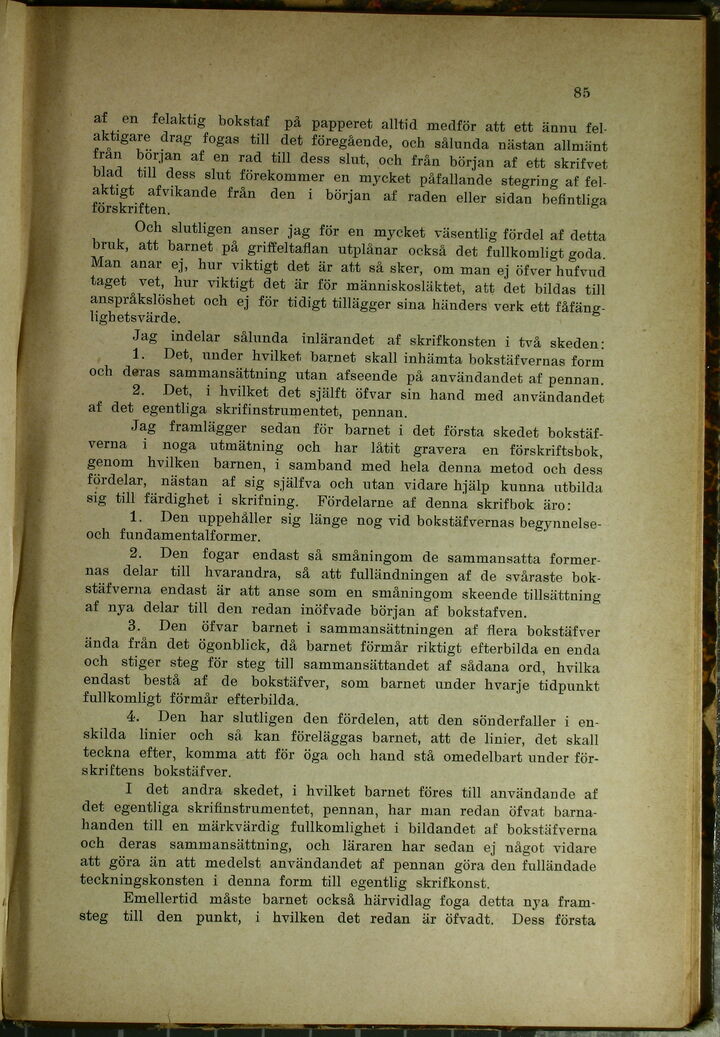 85
af en felaktig bokstaf på papperet alltid medför att ett ännu fel-
aktigare drag fogas till det föregående, och sålunda nästan allmänt
från början af en rad till dess slut, och från början af ett skrifvet
blad till dess slut förekommer en mycket påfallande stegring af fel-
aktigt afvikande från den i början af raden eller sidan befintliga
förskriften.
Och slutligen anser jag för en mycket väsentlig fördel af detta
bruk, att barnet på griffeltaflan utplånar också det fullkomligt goda.
Man anar ej, hur viktigt det är att så sker, om man ej öfver hufvud
taget vet, hur viktigt det är för människosläktet, att det bildas till
anspråkslöshet och ej för tidigt tillägger sina händers verk ett fåfäng-
lighetsvärde.
Jag indelar sålunda inlärandet af skrifkonsten i två skeden:
1. Det, under hvilket barnet skall inhämta bokstäfvernas form
och deras sammansättning utan afseende på användandet af pennan.
2. Det, i hvilket det själft öfvar sin hand med användandet
af det egentliga skrifinstrumentet, pennan.
Jag framlägger sedan för barnet i det första skedet bokstäf-
verna i noga utmätning och har låtit gravera en förskriftsbok,
genom hvilken barnen, i samband med hela denna metod och dess
fördelar, nästan af sig själfva och utan vidare hjälp kunna utbilda
sig till färdighet i skrifning. Fördelarne af denna skrifbok äro:
1. Den uppehåller sig länge nog vid bokstäfvernas begynnelse-
och fundamentalformer.
2. Den fogar endast så småningom de sammansatta former-
nas delar till hvarandra, så att fulländningen af de svåraste bok-
stäfverna endast är att anse som en småningom skeende tillsättning
af nya delar till den redan inöfvade början af bokstafven.
3. Den öfvar barnet i sammansättningen af flera bokstäfver
ända från det ögonblick, då barnet förmår riktigt efterbilda en enda
och stiger steg för steg till sammansättandet af sådana ord, hvilka
endast bestå af de bokstäfver, som barnet under hvarje tidpunkt
fullkomligt förmår efterbilda.
4. Den har slutligen den fördelen, att den sönderfaller i en-
skilda linier och så kan föreläggas barnet, att de linier, det skall
teckna efter, komma att för öga och hand stå omedelbart under för-
skriftens bokstäfver.
I det andra skedet, i hvilket barnet föres till användande af
det egentliga skrifinstrumentet, pennan, har man redan öfvat barna-
handen till en märkvärdig fullkomlighet i bildandet af bokstäfverna
och deras sammansättning, och läraren har sedan ej något vidare
att göra än att medelst användandet af pennan göra den fulländade
teckningskonsten i denna form till egentlig skrifkonst.
Emellertid måste barnet också härvidlag foga detta nya fram-
steg till den punkt, i hvilken det redan är öfvadt. Dess första